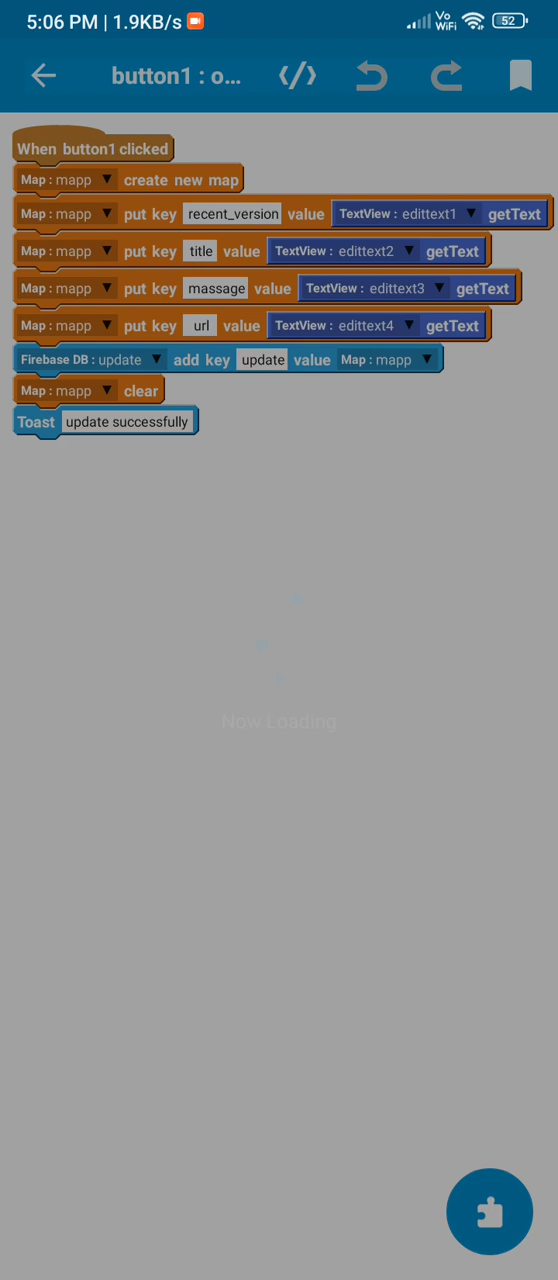 5:06 PM | 1.9KB/s Vo WiFi 52
button1 : o...
When button1 clicked
Map : mapp create new map
Map : mapp put key recent_version value TextView : edittext1 getText
Map : mapp put key title value TextView : edittext2 getText
Map : mapp put key massage value TextView : edittext3 getText
Map : mapp put key url value TextView : edittext4 getText
Firebase DB : update add key update value Map : mapp
Map : mapp clear
Toast update successfully
Now Loading